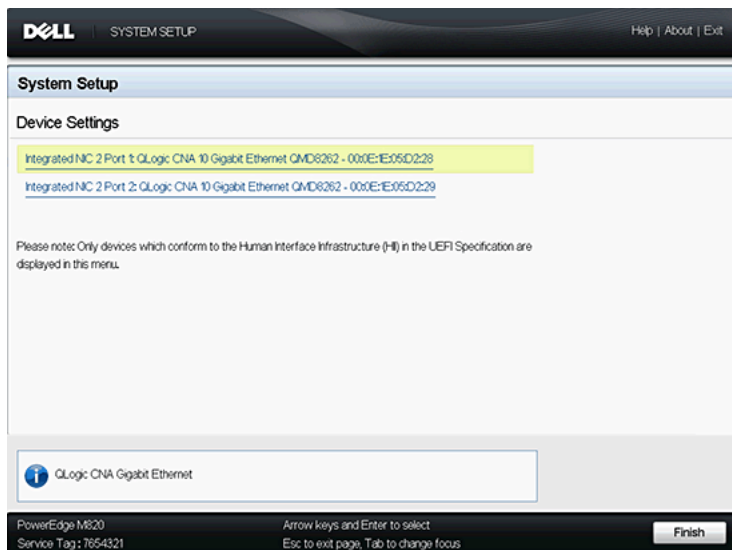 DELL SYSTEM SETUP Help | About | Exit
System Setup
Device Settings
Integrated NIC 2 Port 1: QLogic CNA 10 Gigabit Ethernet QMD8262 - 00:0E:1E:05:D2:28
Integrated NIC 2 Port 2: QLogic CNA 10 Gigabit Ethernet QMD8262 - 00:0E:1E:05:D2:29
Please note: Only devices which conform to the Human Interface Infrastructure (HII) in the UEFI Specification are
displayed in this menu.
QLogic CNA Gigabit Ethernet
PowerEdge M820 Arrow keys and Enter to select
Service Tag : 7654321 Esc to exit page, Tab to change focus
Finish